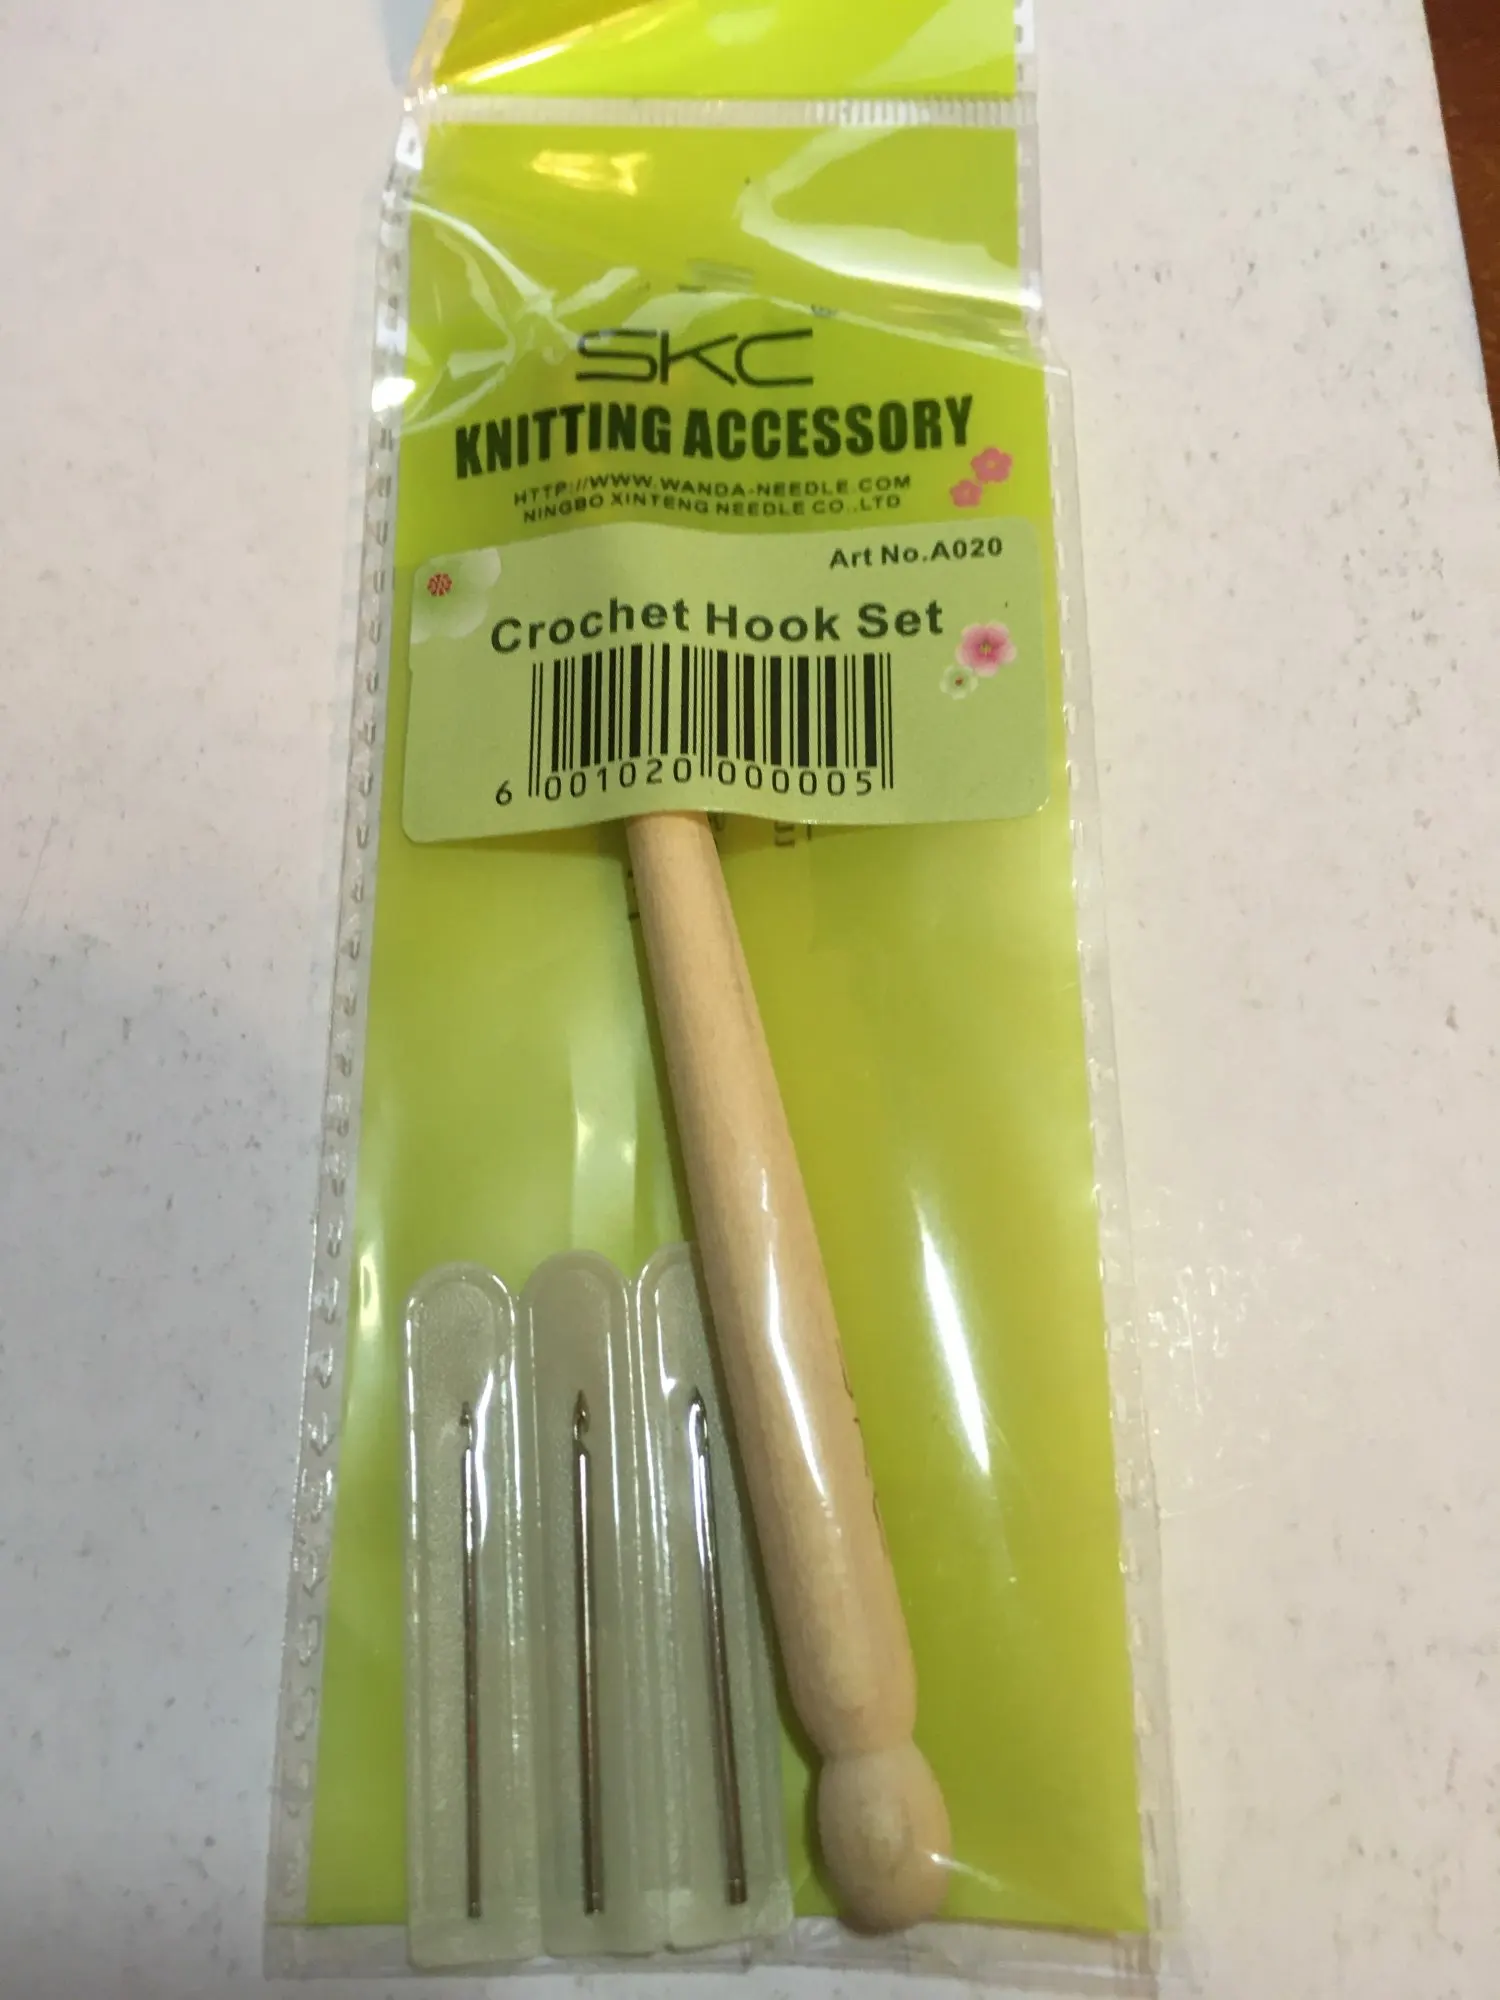 SKC
KNITTING ACCESSORY
HTTP://WWW.WANDA-NEEDLE.COM
NINGBO XINTENG NEEDLE CO.,LTD
Art No.A020
Crochet Hook Set
6 001020 000005